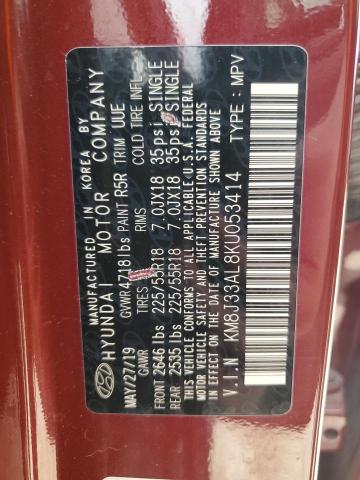 MANUFACTURED IN KOREA BY
HYUNDAI MOTOR COMPANY
MAY/27/19 GVWR 4718 lbs PAINT R5R TRIM UUE
GAWR TIRES RIMS COLD TIRE INFL
FRONT 2646 lbs 225/55R18 7.0JX18 35psi SINGLE
REAR 2535 lbs 225/55R18 7.0JX18 35psi SINGLE
THIS VEHICLE CONFORMS TO ALL APPLICABLE U.S.A. FEDERAL
MOTOR VEHICLE SAFETY, BUMPER, AND THEFT PREVENTION STANDARDS
IN EFFECT ON THE DATE OF MANUFACTURE SHOWN ABOVE.
V.I.N KM8J33AL8KU053414 TYPE: MPV